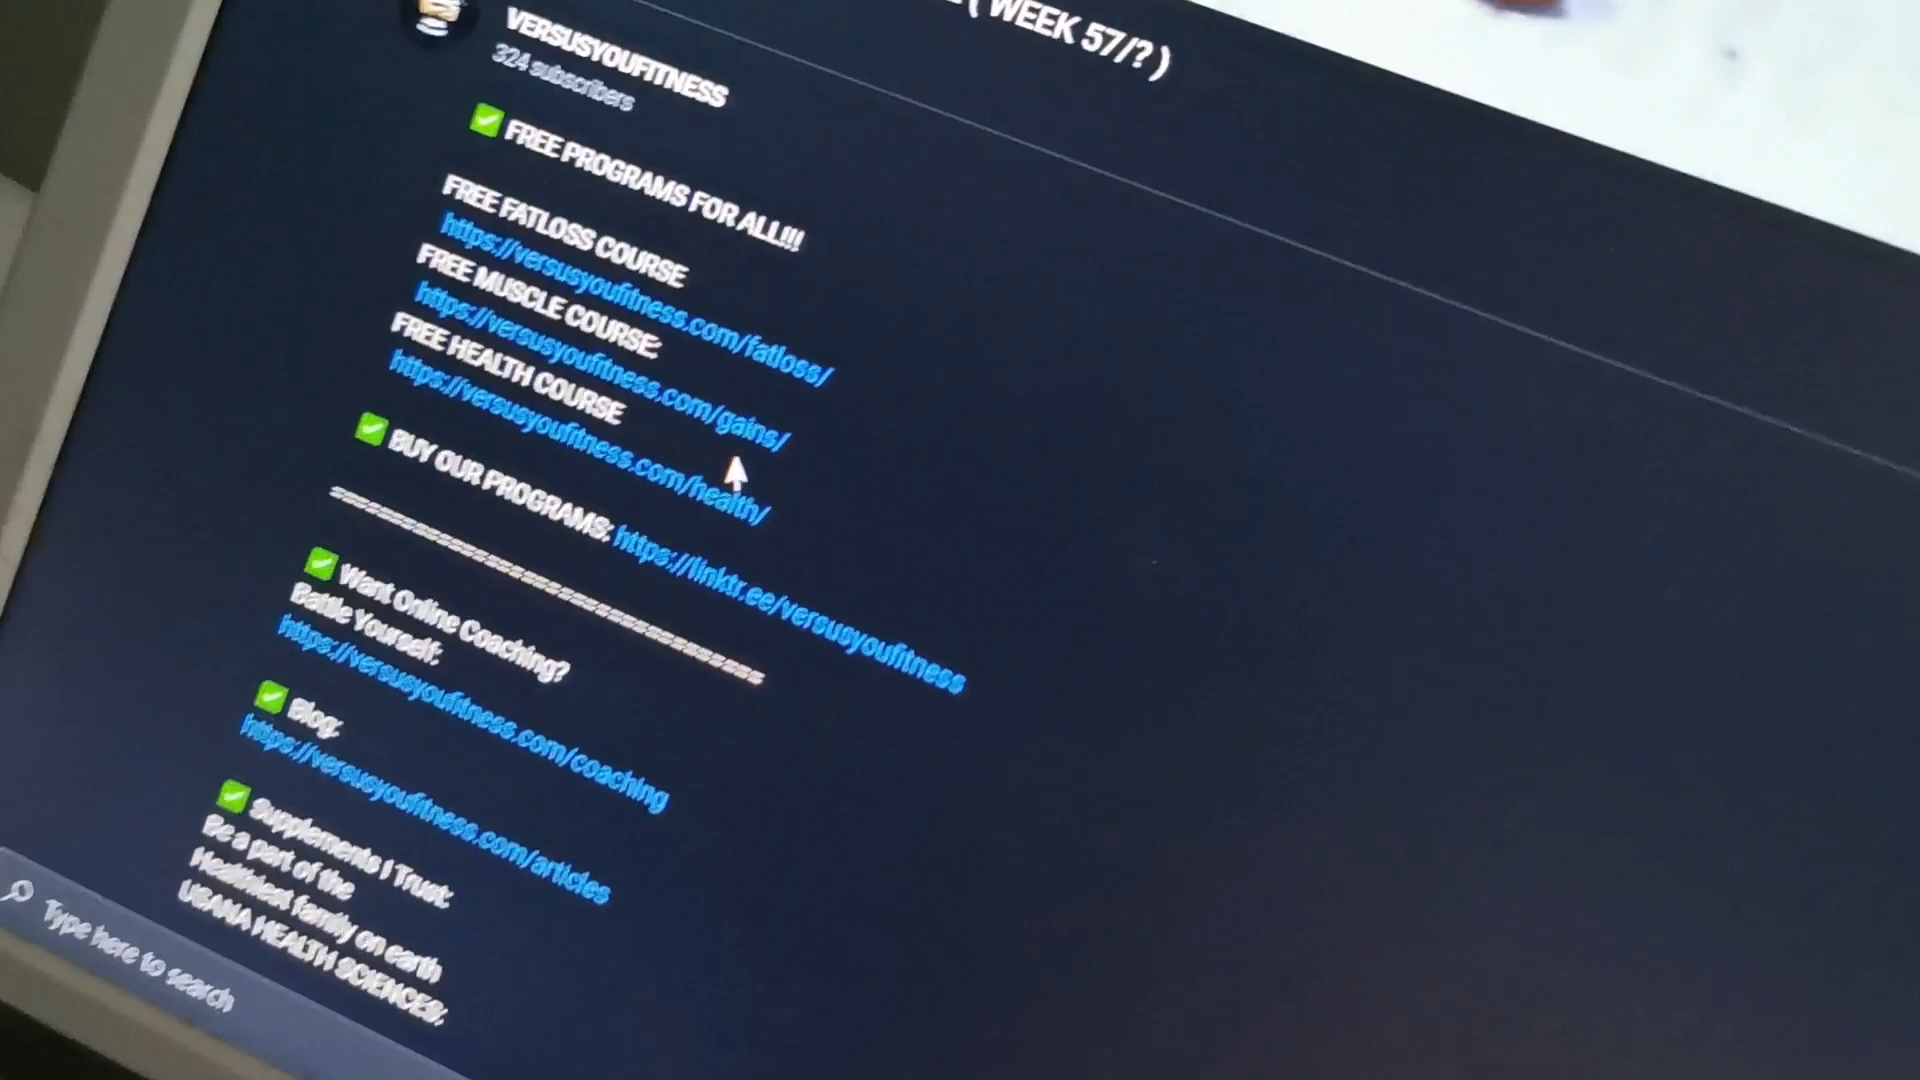 ( WEEK 57/? )
VERSUSYOUFITNESS
324 subscribers
✅ FREE PROGRAMS FOR ALL!!!
FREE FATLOSS COURSE
https://versusyoufitness.com/fatloss/
FREE MUSCLE COURSE:
https://versusyoufitness.com/gains/
FREE HEALTH COURSE
https://versusyoufitness.com/health/
✅ BUY OUR PROGRAMS: https://linktr.ee/versusyoufitness
✅ Want Online Coaching?
Battle Yourself:
https://versusyoufitness.com/coaching
✅ Blog:
https://versusyoufitness.com/articles
✅ Supplements I Trust:
Be a part of the
Healthiest family on earth
USANA HEALTH SCIENCES:
Type here to search